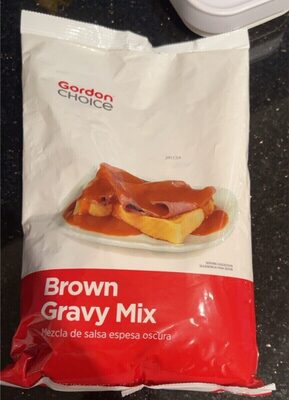 Gordon
CHOICE
Brown
Gravy Mix
Mezcla de salsa espesa oscura